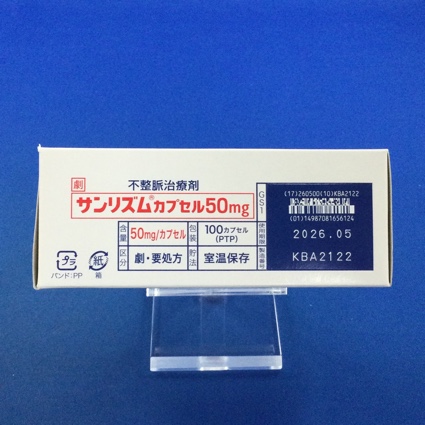 劇
不整脈治療剤
サンリズム®カプセル50mg
含量 50mg/カプセル 包装 100カプセル(PTP)
区分 劇・要処方 貯法 室温保存
プラ
バンド:PP
紙
箱
GS1
(17)260500(10)KBA2122
(01)14987081656124
使用期限 2026.05
製造番号 KBA2122